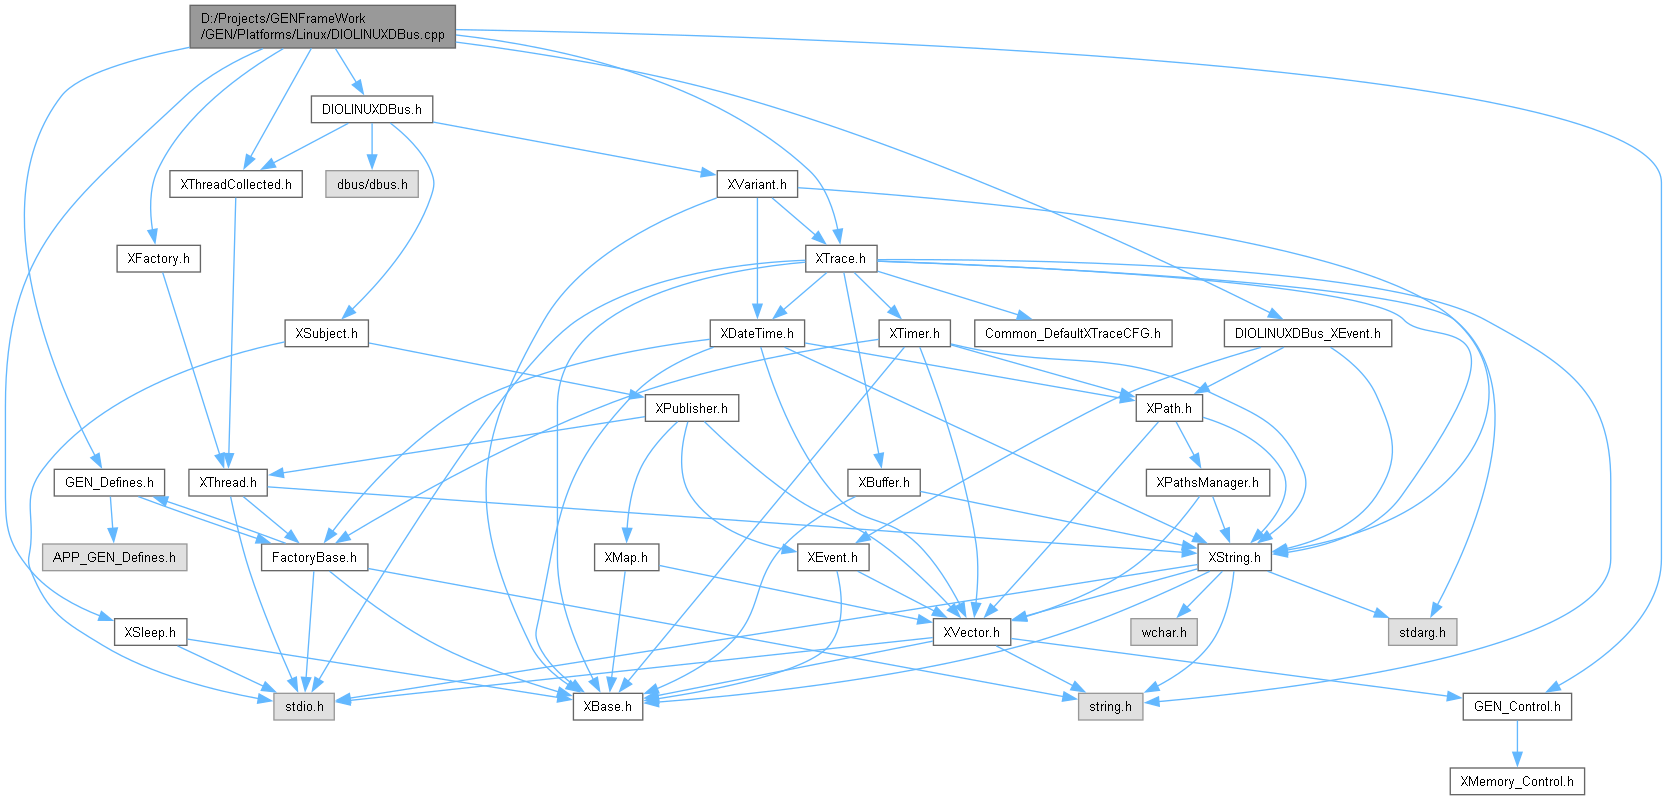 D:/Projects/GENFrameWork
/GEN/Platforms/Linux/DIOLINUXDBus.cpp
DIOLINUXDBus.h
XThreadCollected.h
dbus/dbus.h
XVariant.h
XFactory.h
XTrace.h
XSubject.h
XDateTime.h
XTimer.h
Common_DefaultXTraceCFG.h
DIOLINUXDBus_XEvent.h
XPublisher.h
XPath.h
GEN_Defines.h
XThread.h
XBuffer.h
XPathsManager.h
APP_GEN_Defines.h
FactoryBase.h
XMap.h
XEvent.h
XString.h
XSleep.h
XVector.h
wchar.h
stdarg.h
stdio.h
XBase.h
string.h
GEN_Control.h
XMemory_Control.h